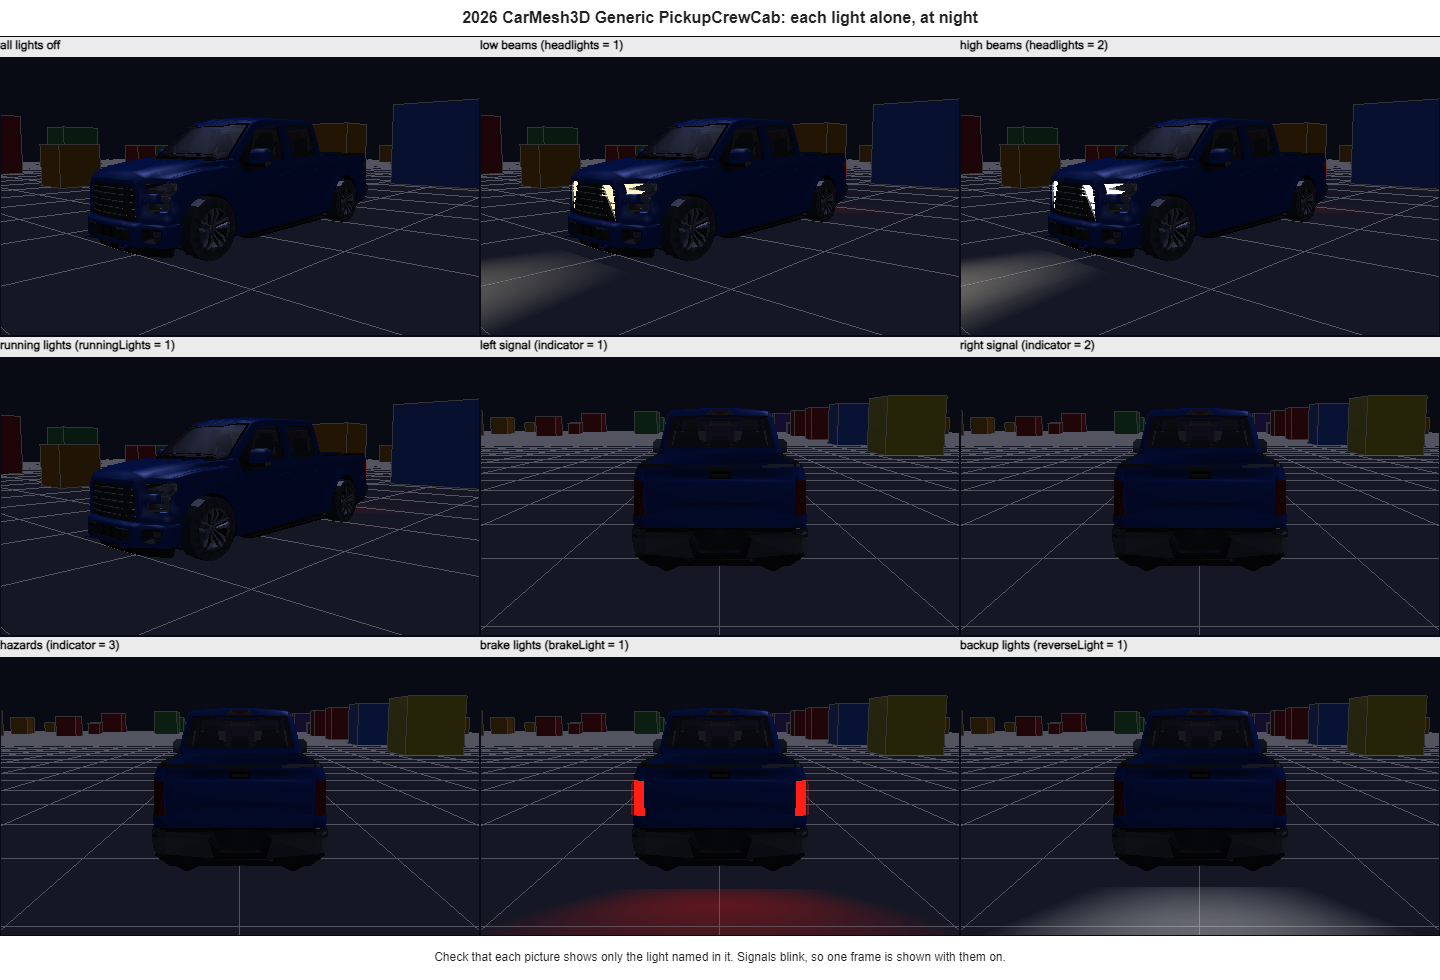 2026 CarMesh3D Generic PickupCrewCab: each light alone, at night
all lights off
low beams (headlights = 1)
high beams (headlights = 2)
running lights (runningLights = 1)
left signal (indicator = 1)
right signal (indicator = 2)
hazards (indicator = 3)
brake lights (brakeLight = 1)
backup lights (reverseLight = 1)
Check that each picture shows only the light named in it. Signals blink, so one frame is shown with them on.